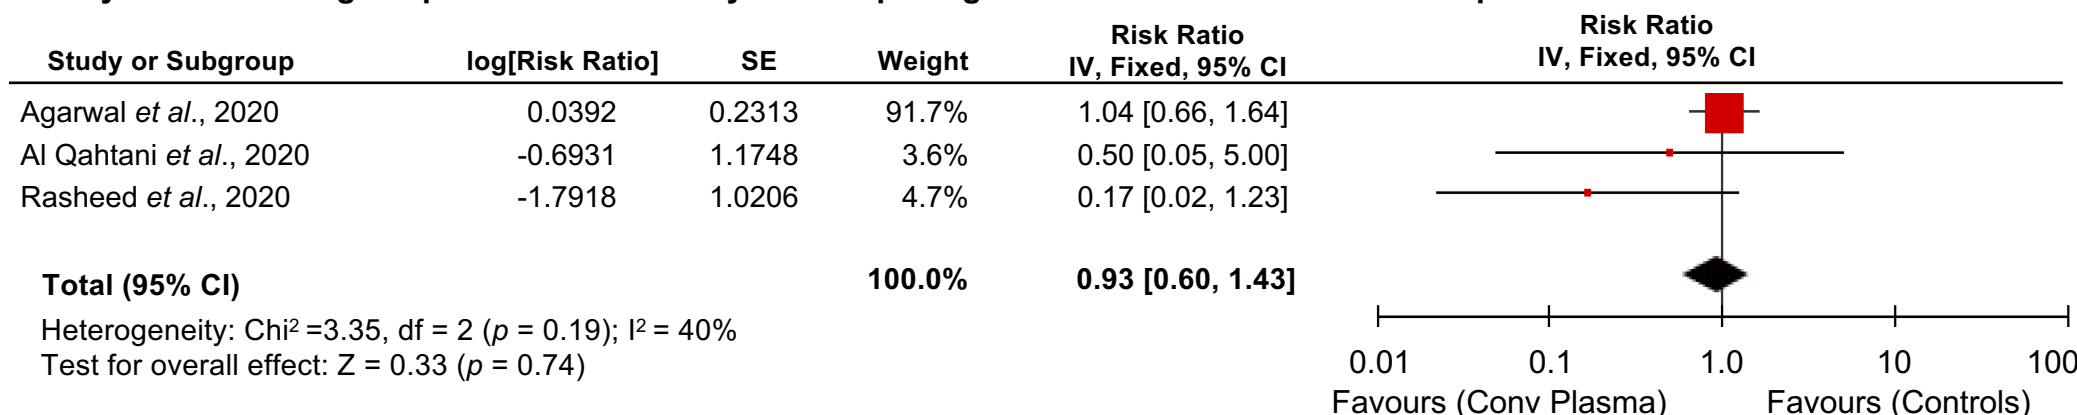 Risk Ratio Risk Ratio
Study or Subgroup log[Risk Ratio] SE Weight IV, Fixed, 95% CI IV, Fixed, 95% CI
Agarwal et al., 2020 0.0392 0.2313 91.7% 1.04 [0.66, 1.64]
Al Qahtani et al., 2020 -0.6931 1.1748 3.6% 0.50 [0.05, 5.00]
Rasheed et al., 2020 -1.7918 1.0206 4.7% 0.17 [0.02, 1.23]
Total (95% CI) 100.0% 0.93 [0.60, 1.43]
Heterogeneity: Chi² =3.35, df = 2 (p = 0.19); I² = 40%
Test for overall effect: Z = 0.33 (p = 0.74)
0.01 0.1 1.0 10 100
Favours (Conv Plasma) Favours (Controls)